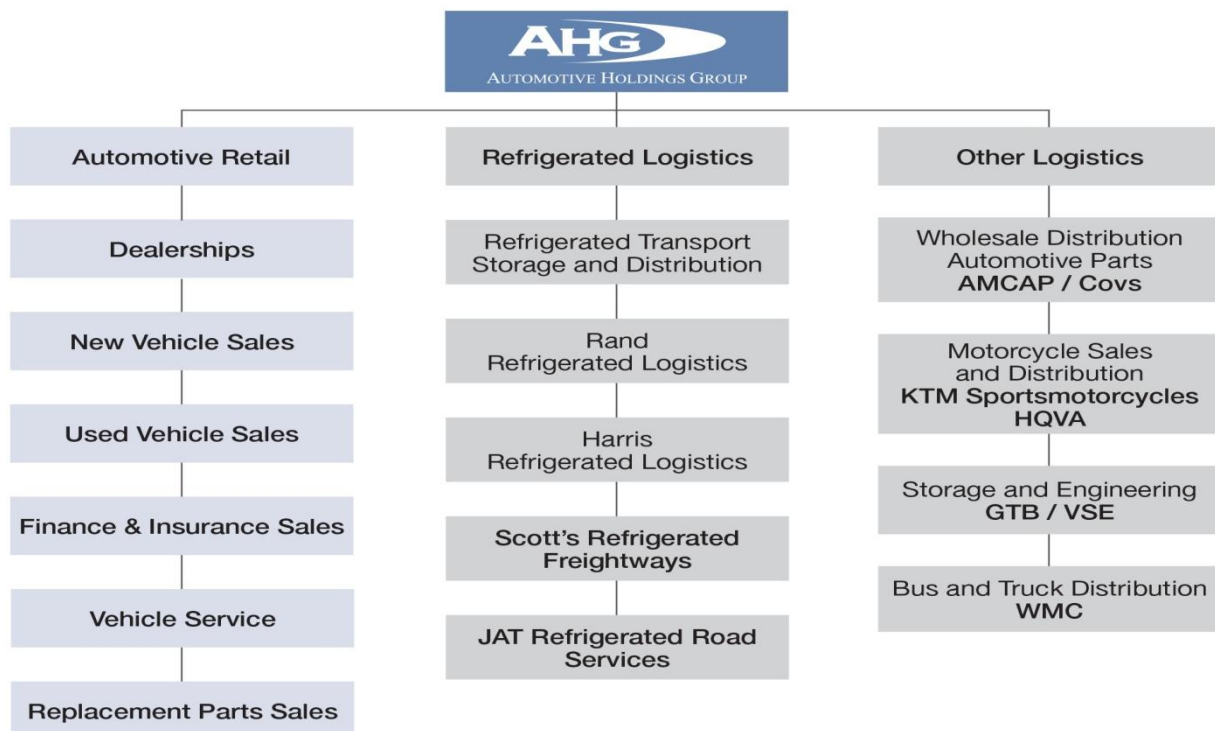 AHG
AUTOMOTIVE HOLDINGS GROUP
Automotive Retail
Dealerships
New Vehicle Sales
Used Vehicle Sales
Finance & Insurance Sales
Vehicle Service
Replacement Parts Sales
Refrigerated Logistics
Refrigerated Transport
Storage and Distribution
Rand
Refrigerated Logistics
Harris
Refrigerated Logistics
Scott’s Refrigerated
Freightways
JAT Refrigerated Road
Services
Other Logistics
Wholesale Distribution
Automotive Parts
AMCAP / Covs
Motorcycle Sales
and Distribution
KTM Sportsmotorcycles
HQVA
Storage and Engineering
GTB / VSE
Bus and Truck Distribution
WMC